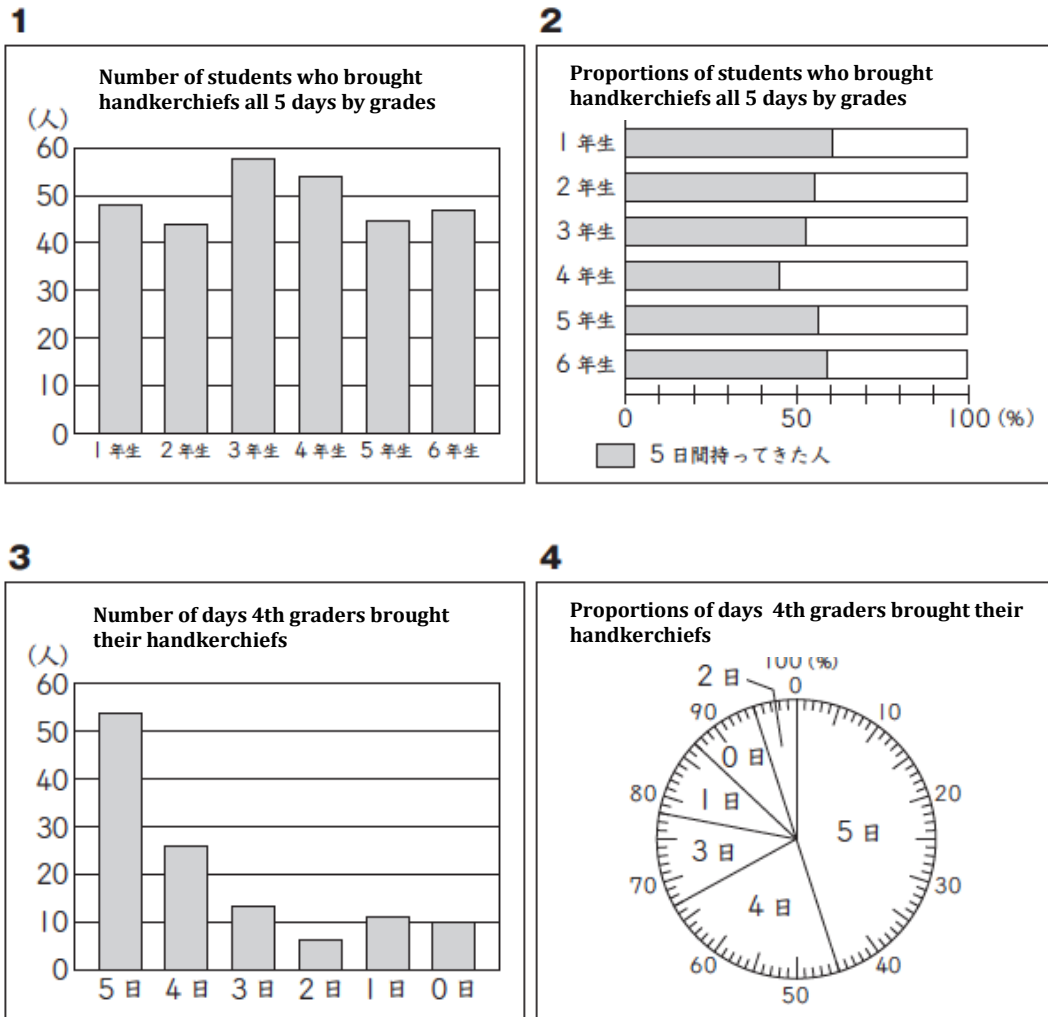 1
Number of students who brought
handkerchiefs all 5 days by grades
(人)
60
50
40
30
20
10
0
1年生 2年生 3年生 4年生 5年生 6年生
2
Proportions of students who brought
handkerchiefs all 5 days by grades
1年生
2年生
3年生
4年生
5年生
6年生
0 50 100 (%)
5日間持ってきた人
3
Number of days 4th graders brought
their handkerchiefs
(人)
60
50
40
30
20
10
0
5日 4日 3日 2日 1日 0日
4
Proportions of days 4th graders brought their
handkerchiefs
100 (%)
0
10
20
30
40
50
60
70
80
90
5日
4日
3日
1日
0日
2日